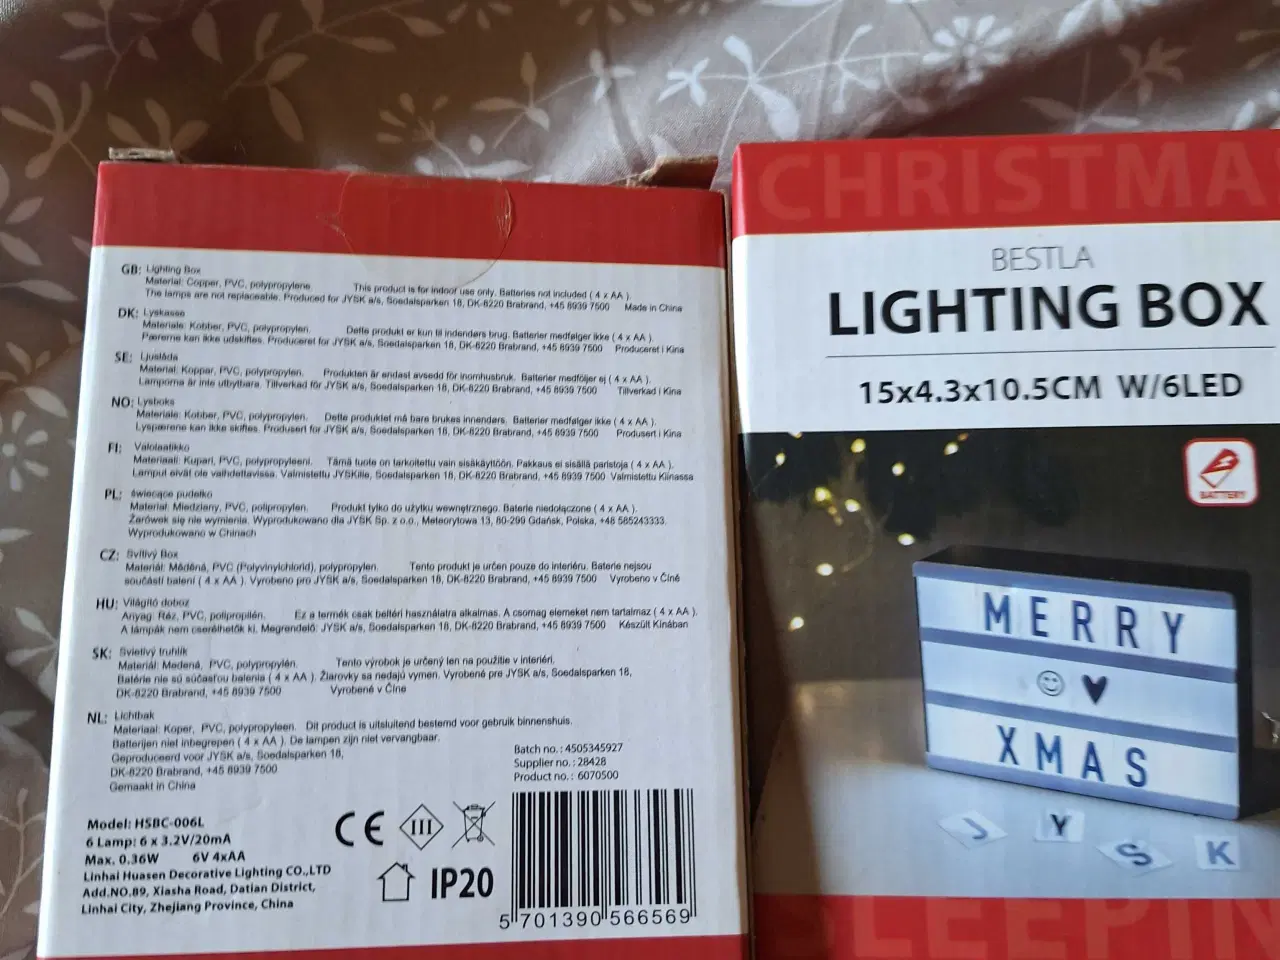 GB: Lighting Box
Material: Copper, PVC, polypropylene This product is for indoor use only. Batteries not included ( 4 x AA ).
The lamps are not replaceable. Produced for JYSK a/s, Soedalsparken 18, DK-8220 Brabrand, +45 8939 7500 Made in China
DK: Lyskasse
Materiale: Kobber, PVC, polypropylen. Dette produkt er kun til indendørs brug. Batterier medfølger ikke ( 4 x AA ).
Pærerne kan ikke udskiftes. Produceret for JYSK a/s, Soedalsparken 18, DK-8220 Brabrand, +45 8939 7500 Produceret i Kina
SE: Ljuslåda
Material: Koppar, PVC, polypropylen. Produkten är endast avsedd för inomhusbruk. Batterier medföljer ej ( 4 x AA ).
Lamporna är inte utbytbara. Tillverkad för JYSK a/s, Soedalsparken 18, DK-8220 Brabrand, +45 8939 7500 Tillverkad i Kina
NO: Lysboks
Materiale: Kobber, PVC, polypropylen. Dette produktet må bare brukes innendørs. Batterier medfølger ikke ( 4 x AA ).
Lyspærene kan ikke skiftes. Produsert for JYSK a/s, Soedalsparken 18, DK-8220 Brabrand, +45 8939 7500 Produsert i Kina
FI: Valolaatikko
Materiaali: Kupari, PVC, polypropyleeni. Tämä tuote on tarkoitettu vain sisäkäyttöön. Pakkaus ei sisällä paristoja ( 4 x AA ).
Lamput eivät ole vaihdettavissa. Valmistettu JYSKille, Soedalsparken 18, DK-8220 Brabrand, +45 8939 7500 Valmistettu Kiinassa
PL: świecące pudełko
Materiał: Miedziany, PVC, polipropylen. Produkt tylko do użytku wewnętrznego. Baterie niedołączone ( 4 x AA ).
Żarówek się nie wymienia. Wyprodukowano dla JYSK Sp. z o.o., Meteorytowa 13, 80-299 Gdańsk, Polska, +48 585243333.
Wyprodukowano w Chinach
CZ: Svítivý Box
Materiál: Měděná, PVC (Polyvinylchlorid), polypropylen. Tento produkt je určen pouze do interiéru. Baterie nejsou
součástí balení ( 4 x AA ). Vyrobeno pro JYSK a/s, Soedalsparken 18, DK-8220 Brabrand, +45 8939 7500 Vyrobeno v Číně
HU: Világító doboz
Anyag: Réz, PVC, polipropilén. Ez a termék csak beltéri használatra alkalmas. A csomag elemeket nem tartalmaz ( 4 x AA ).
A lámpák nem cserélhetők ki. Megrendelő: JYSK a/s, Soedalsparken 18, DK-8220 Brabrand, +45 8939 7500 Készült Kínában
SK: Svietivý truhlík
Materiál: Medená, PVC, polypropylén. Tento výrobok je určený len na použitie v interiéri.
Batérie nie sú súčasťou balenia ( 4 x AA ). Žiarovky sa nedajú vymen. Vyrobené pre JYSK a/s, Soedalsparken 18,
DK-8220 Brabrand, +45 8939 7500 Vyrobené v Číne
NL: Lichtbak
Materiaal: Koper, PVC, polypropyleen. Dit product is uitsluitend bestemd voor gebruik binnenshuis.
Batterijen niet inbegrepen ( 4 x AA ). De lampen zijn niet vervangbaar.
Geproduceerd voor JYSK a/s, Soedalsparken 18,
DK-8220 Brabrand, +45 8939 7500
Gemaakt in China
Batch no.: 4505345927
Supplier no.: 28428
Product no.: 6070500
Model: HSBC-006L
6 Lamp: 6 x 3.2V/20mA
Max. 0.36W 6V 4xAA
Linhai Huasen Decorative Lighting CO.,LTD
Add.NO.89, Xiasha Road, Datian District,
Linhai City, Zhejiang Province, China
CE III
IP20
5 701390 566569
CHRISTMA
BESTLA
LIGHTING BOX
15x4.3x10.5CM W/6LED
BATTERY
MERRY
XMAS
J Y S K
SLEEPIN